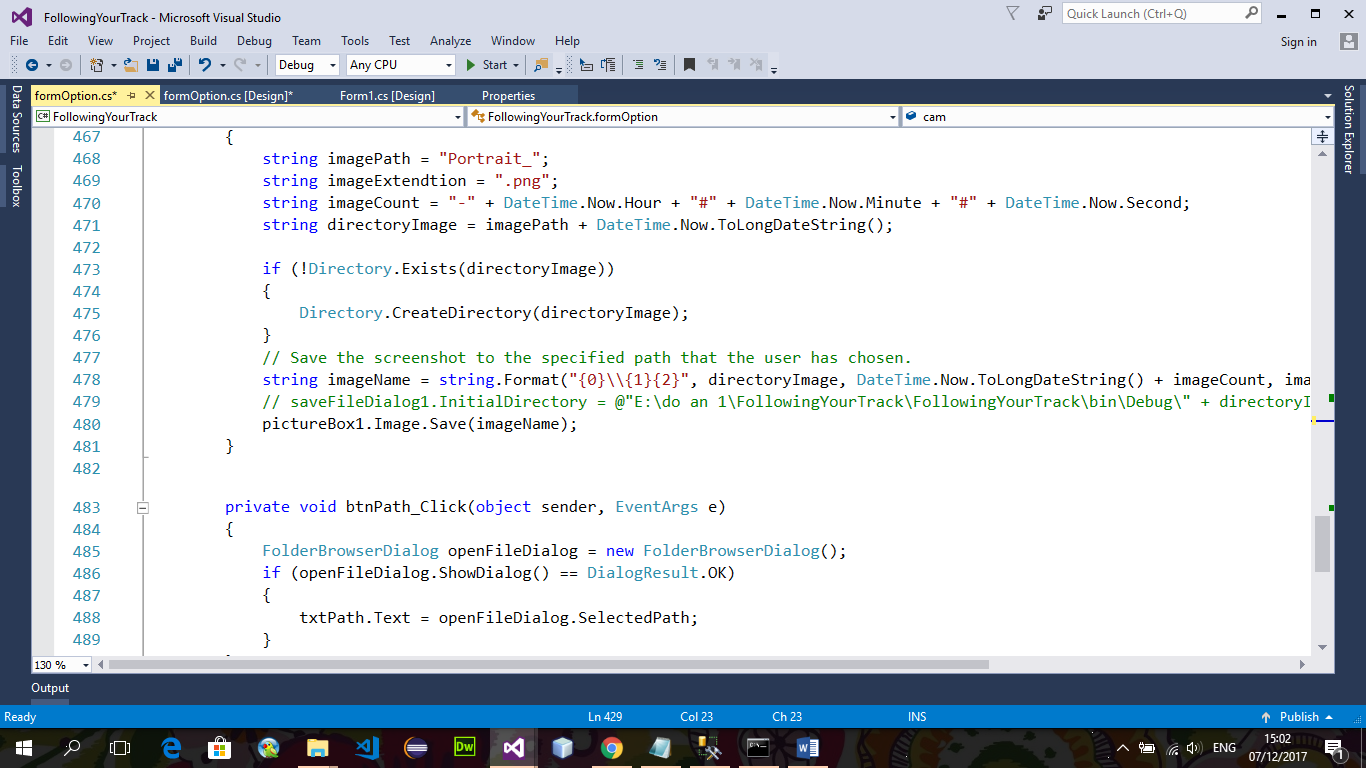 FollowingYourTrack - Microsoft Visual Studio
Quick Launch (Ctrl+Q)
File Edit View Project Build Debug Team Tools Test Analyze Window Help
Sign in
Debug Any CPU Start
formOption.cs* formOption.cs [Design]* Form1.cs [Design] Properties
Data Sources
Toolbox
Solution Explorer
C# FollowingYourTrack FollowingYourTrack.formOption cam
467 {
468 string imagePath = "Portrait_";
469 string imageExtendtion = ".png";
470 string imageCount = "-" + DateTime.Now.Hour + "#" + DateTime.Now.Minute + "#" + DateTime.Now.Second;
471 string directoryImage = imagePath + DateTime.Now.ToLongDateString();
472
473 if (!Directory.Exists(directoryImage))
474 {
475 Directory.CreateDirectory(directoryImage);
476 }
477 // Save the screenshot to the specified path that the user has chosen.
478 string imageName = string.Format("{0}\\{1}{2}", directoryImage, DateTime.Now.ToLongDateString() + imageCount, ima
479 // saveFileDialog1.InitialDirectory = @"E:\do an 1\FollowingYourTrack\FollowingYourTrack\bin\Debug\" + directoryI
480 pictureBox1.Image.Save(imageName);
481 }
482
483 private void btnPath_Click(object sender, EventArgs e)
484 {
485 FolderBrowserDialog openFileDialog = new FolderBrowserDialog();
486 if (openFileDialog.ShowDialog() == DialogResult.OK)
487 {
488 txtPath.Text = openFileDialog.SelectedPath;
489 }
130 %
Output
Ready Ln 429 Col 23 Ch 23 INS Publish
Dw
ENG
15:02
07/12/2017
1